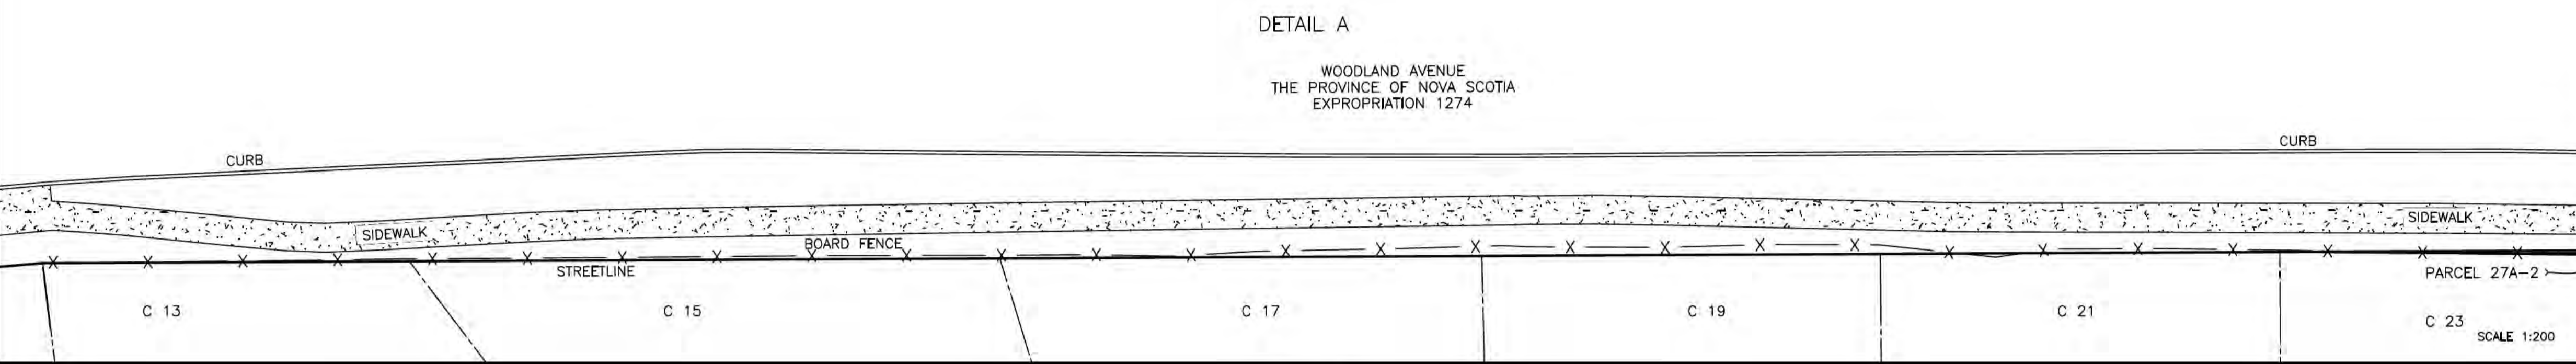 DETAIL A
WOODLAND AVENUE
THE PROVINCE OF NOVA SCOTIA
EXPROPRIATION 1274
CURB
CURB
SIDEWALK
SIDEWALK
BOARD FENCE
STREETLINE
PARCEL 27A-2
C 13
C 15
C 17
C 19
C 21
C 23
SCALE 1:200